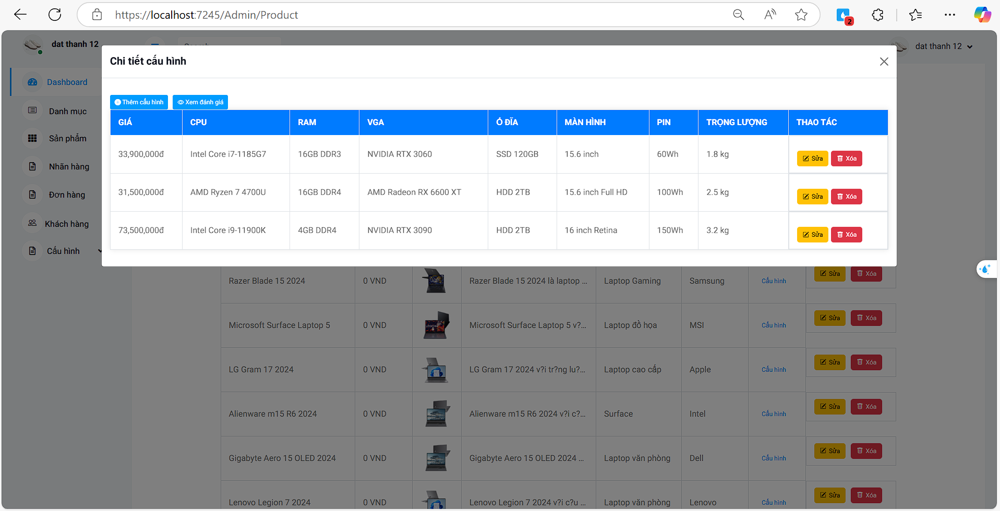 https://localhost:7245/Admin/Product
2
dat thanh 12
dat thanh 12
Chi tiết cấu hình
Dashboard
Danh mục
Sản phẩm
Nhãn hàng
Đơn hàng
Khách hàng
Cấu hình
Thêm cấu hình Xem đánh giá
GIÁ CPU RAM VGA Ổ ĐĨA MÀN HÌNH PIN TRỌNG LƯỢNG THAO TÁC
33,900,000đ Intel Core i7-1185G7 16GB DDR3 NVIDIA RTX 3060 SSD 120GB 15.6 inch 60Wh 1.8 kg Sửa Xóa
31,500,000đ AMD Ryzen 7 4700U 16GB DDR4 AMD Radeon RX 6600 XT HDD 2TB 15.6 inch Full HD 100Wh 2.5 kg Sửa Xóa
73,500,000đ Intel Core i9-11900K 4GB DDR4 NVIDIA RTX 3090 HDD 2TB 16 inch Retina 150Wh 3.2 kg Sửa Xóa
Razer Blade 15 2024 0 VND Razer Blade 15 2024 là laptop ... Laptop Gaming Samsung Cấu hình Sửa Xóa
Microsoft Surface Laptop 5 0 VND Microsoft Surface Laptop 5 v?... Laptop đồ họa MSI Cấu hình Sửa Xóa
LG Gram 17 2024 0 VND LG Gram 17 2024 v?i tr?ng lu?... Laptop cao cấp Apple Cấu hình Sửa Xóa
Alienware m15 R6 2024 0 VND Alienware m15 R6 2024 v?i c?... Surface Intel Cấu hình Sửa Xóa
Gigabyte Aero 15 OLED 2024 0 VND Gigabyte Aero 15 OLED 2024 ... Laptop văn phòng Dell Cấu hình Sửa Xóa
Lenovo Legion 7 2024 0 VND Lenovo Legion 7 2024 v?i c?u ... Laptop văn phòng Lenovo Cấu hình Sửa Xóa